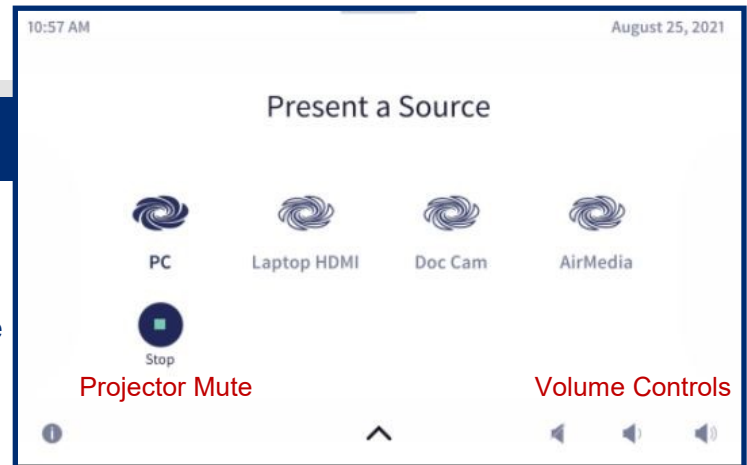 10:57 AM August 25, 2021
Present a Source
PC Laptop HDMI Doc Cam AirMedia
Stop
Projector Mute Volume Controls